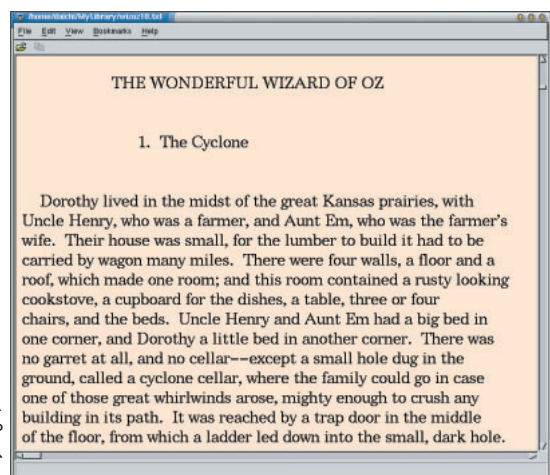 /home/daichi/MyLibrary/wizoz10.txt
File Edit View Bookmarks Help
THE WONDERFUL WIZARD OF OZ
1. The Cyclone
Dorothy lived in the midst of the great Kansas prairies, with
Uncle Henry, who was a farmer, and Aunt Em, who was the farmer's
wife. Their house was small, for the lumber to build it had to be
carried by wagon many miles. There were four walls, a floor and a
roof, which made one room; and this room contained a rusty looking
cookstove, a cupboard for the dishes, a table, three or four
chairs, and the beds. Uncle Henry and Aunt Em had a big bed in
one corner, and Dorothy a little bed in another corner. There was
no garret at all, and no cellar--except a small hole dug in the
ground, called a cyclone cellar, where the family could go in case
one of those great whirlwinds arose, mighty enough to crush any
building in its path. It was reached by a trap door in the middle
of the floor, from which a ladder led down into the small, dark hole.